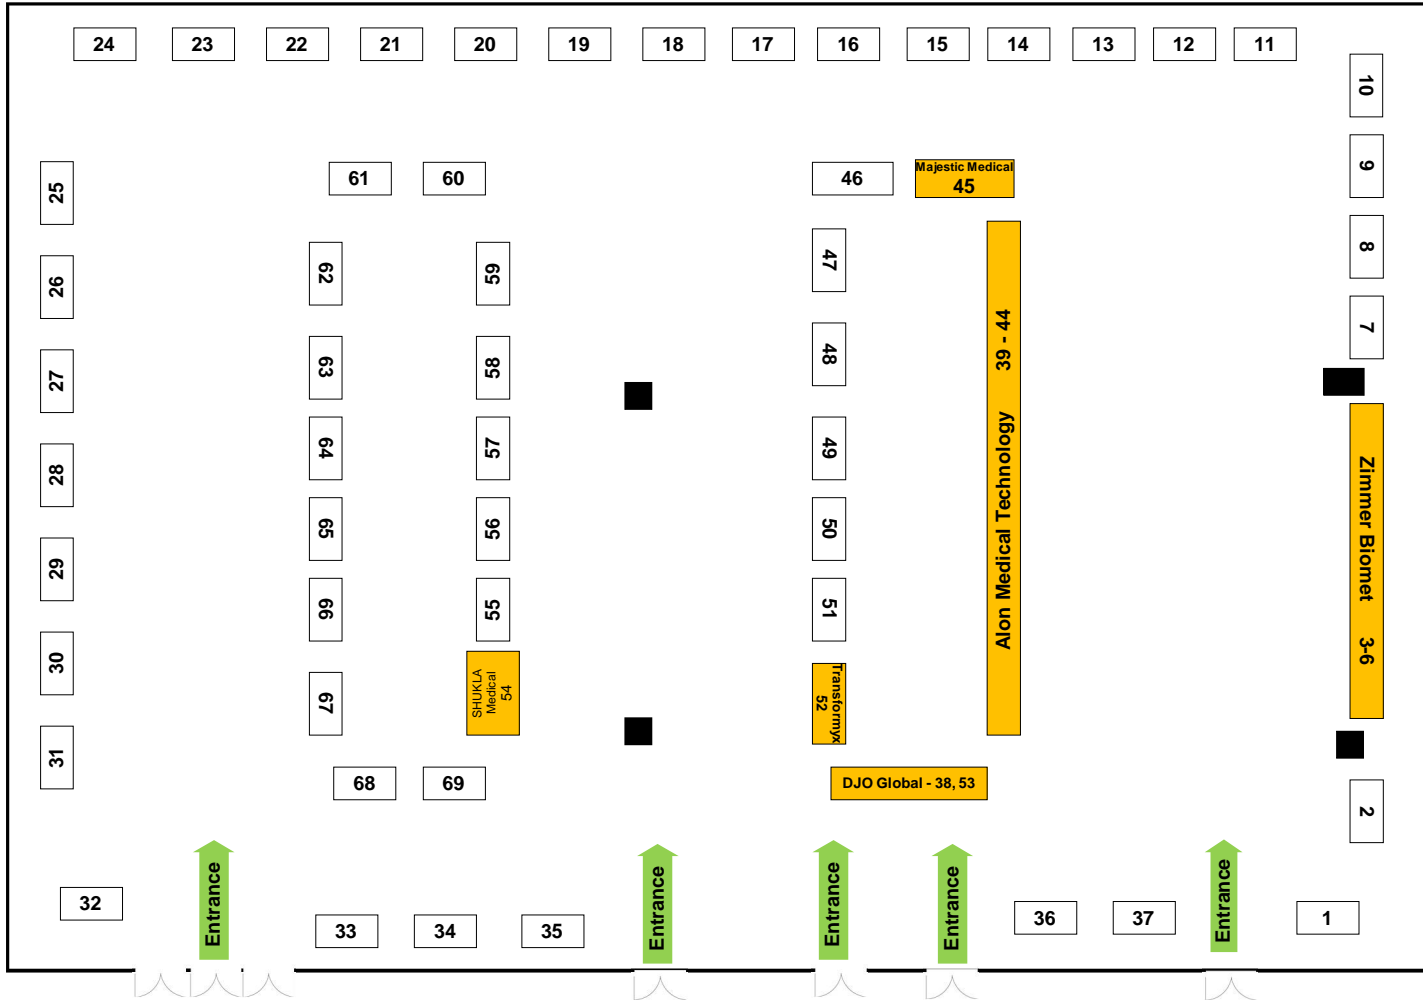 24 23 22 21 20 19 18 17 16 15 14 13 12 11
10
9
8
7
Zimmer Biomet 3-6
2
25
26
27
28
29
30
31
61 60
62
63
64
65
66
67
59
58
57
56
55
SHUKLA
Medical
54
68 69
46
Majestic Medical
45
47
48
49
50
51
Transformyx
52
Alon Medical Technology 39 - 44
DJO Global - 38, 53
Entrance
Entrance
Entrance
Entrance
Entrance
32
33 34 35
36 37
1